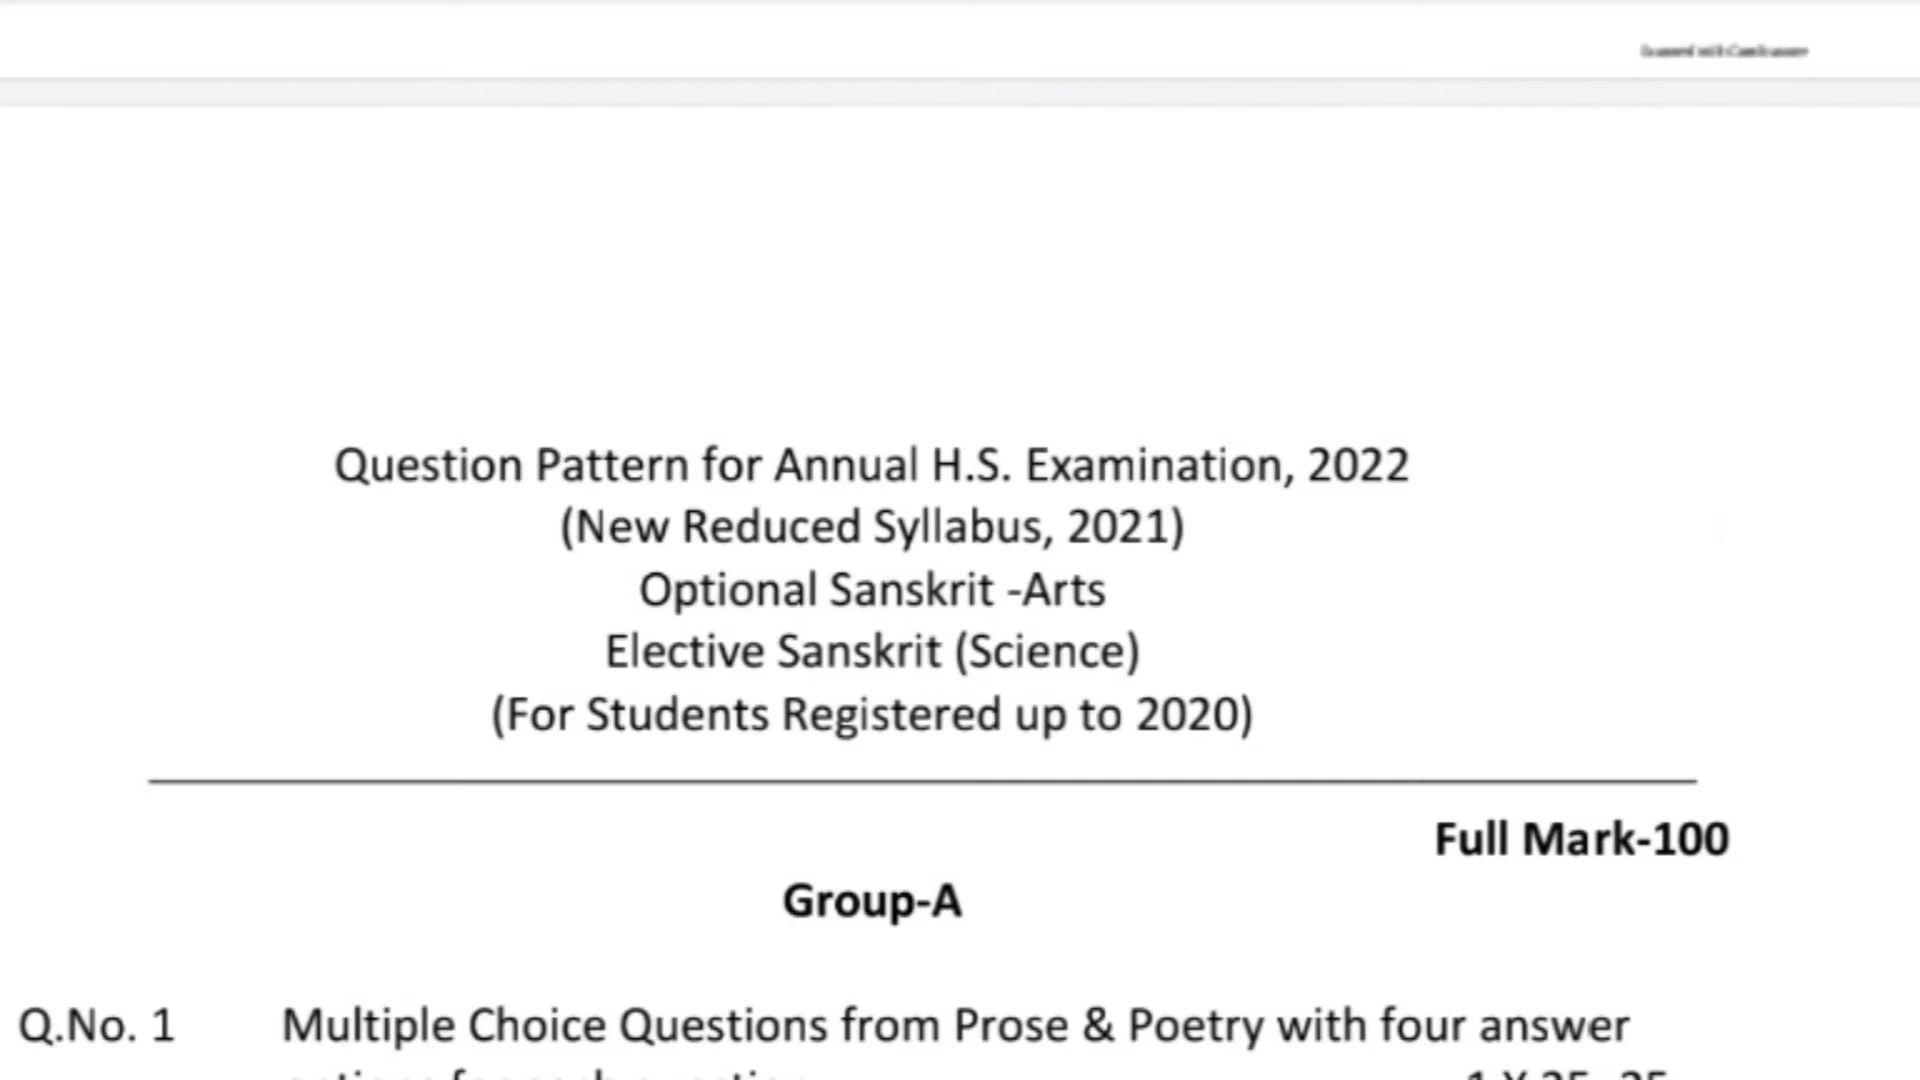 Question Pattern for Annual H.S. Examination, 2022
(New Reduced Syllabus, 2021)
Optional Sanskrit -Arts
Elective Sanskrit (Science)
(For Students Registered up to 2020)
Full Mark-100
Group-A
Q.No. 1 Multiple Choice Questions from Prose & Poetry with four answer